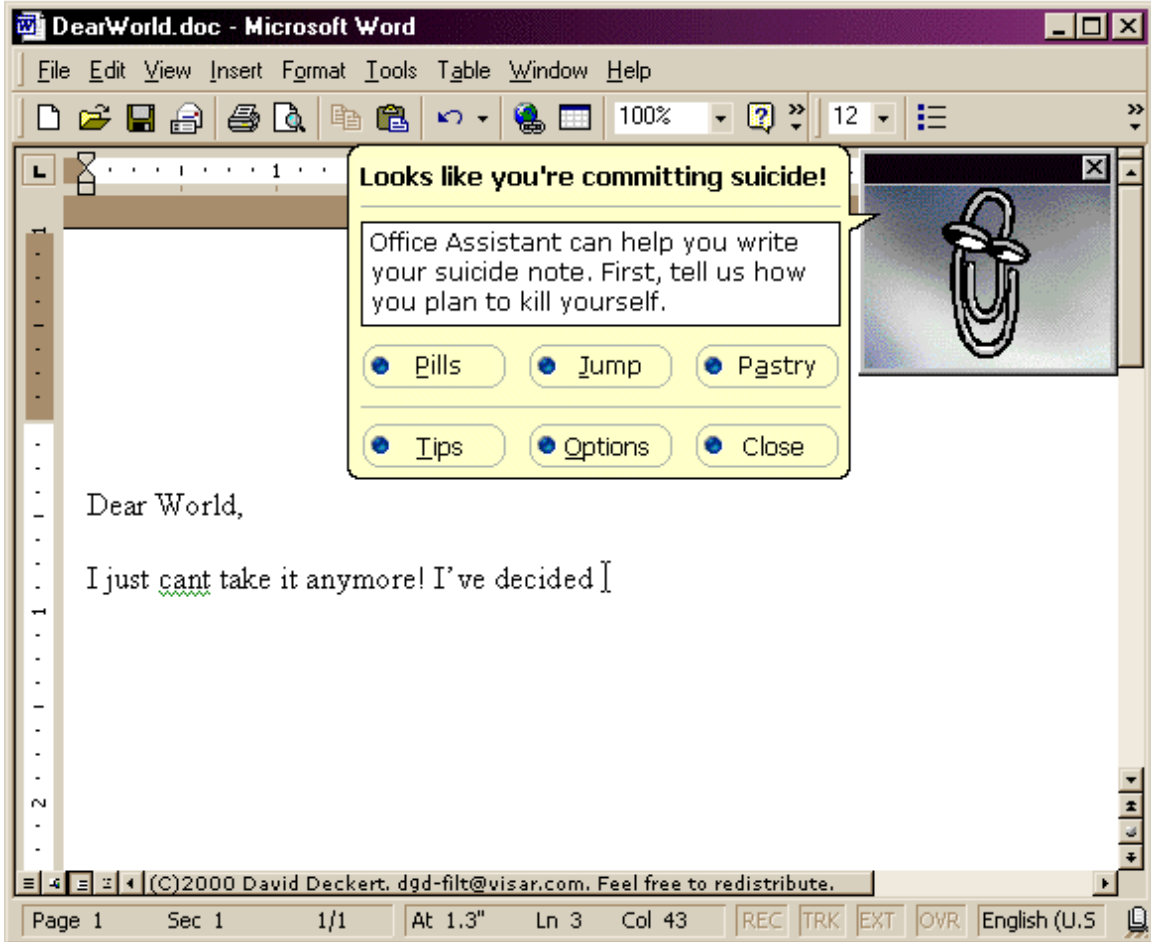 DearWorld.doc - Microsoft Word
File Edit View Insert Format Tools Table Window Help
100% 12
L 1
Looks like you're committing suicide!
Office Assistant can help you write
your suicide note. First, tell us how
you plan to kill yourself.
Pills Jump Pastry
Tips Options Close
1
Dear World,
I just cant take it anymore! I've decided
1
2
(C)2000 David Deckert. dgd-filt@visar.com. Feel free to redistribute.
Page 1 Sec 1 1/1 At 1.3" Ln 3 Col 43 REC TRK EXT OVR English (U.S